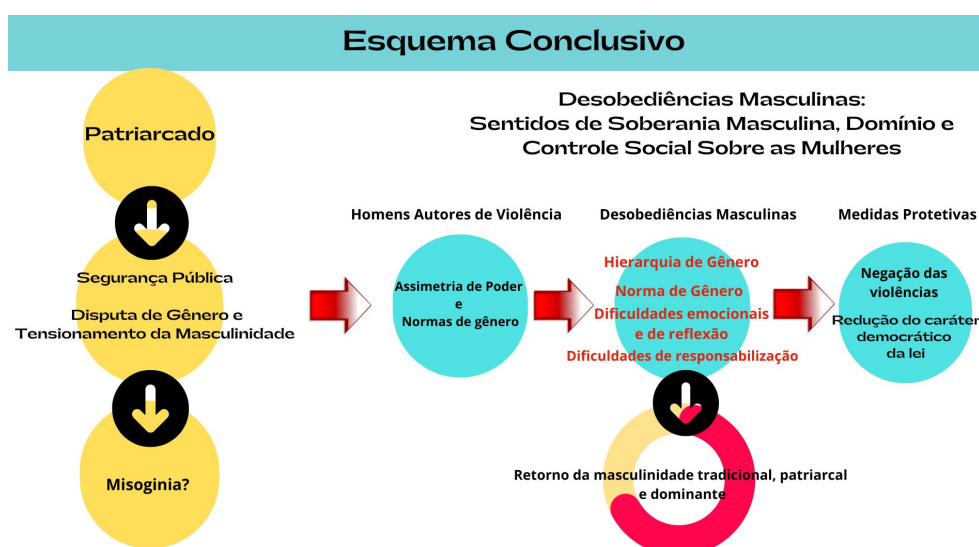 Esquema Conclusivo
Patriarcado
Segurança Pública
Disputa de Gênero e
Tensionamento da Masculinidade
Misoginia?
Desobediências Masculinas:
Sentidos de Soberania Masculina, Domínio e
Controle Social Sobre as Mulheres
Homens Autores de Violência
Assimetria de Poder
e
Normas de gênero
Desobediências Masculinas
Hierarquia de Gênero
Norma de Gênero
Dificuldades emocionais
e de reflexão
Dificuldades de responsabilização
Medidas Protetivas
Negação das
violências
Redução do caráter
democrático
da lei
Retorno da masculinidade tradicional, patriarcal
e dominante